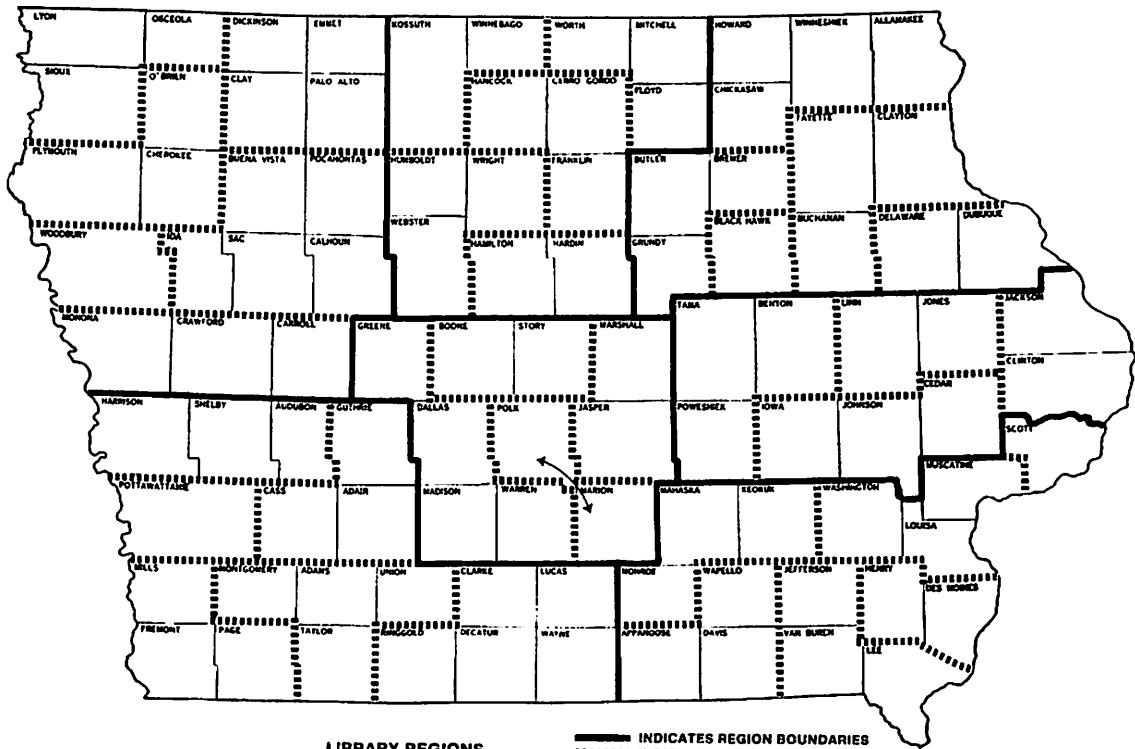 LYON OSCEOLA DICKINSON EMMET KOSSUTH WINNEBAGO WORTH MITCHELL HOWARD WINNESHIEK ALLAMAKEE
SIOUX O'BRIEN CLAY PALO ALTO HANCOCK CERRO GORDO FLOYD CHICKASAW
FAYETTE CLAYTON
PLYMOUTH CHEROKEE BUENA VISTA POCAHONTAS HUMBOLDT WRIGHT FRANKLIN BUTLER BREMER
WEBSTER BLACK HAWK BUCHANAN DELAWARE DUBUQUE
WOODBURY IDA SAC CALHOUN HAMILTON HARDIN GRUNDY
TAMA BENTON LINN JONES JACKSON
MONONA CRAWFORD CARROLL GREENE BOONE STORY MARSHALL
CLINTON
CEDAR
HARRISON SHELBY AUDUBON GUTHRIE DALLAS POLK JASPER POWESHIEK IOWA JOHNSON
SCOTT
MUSCATINE
POTTAWATTAMIE CASS ADAIR MADISON WARREN MARION MAHASKA KEOKUK WASHINGTON
LOUISA
MILLS MONTGOMERY ADAMS UNION CLARKE LUCAS MONROE WAPELLO JEFFERSON HENRY
DES MOINES
FREMONT PAGE TAYLOR RINGGOLD DECATUR WAYNE APPANOOSE DAVIS VAN BUREN
LEE
LIBRARY REGIONS
INDICATES REGION BOUNDARIES